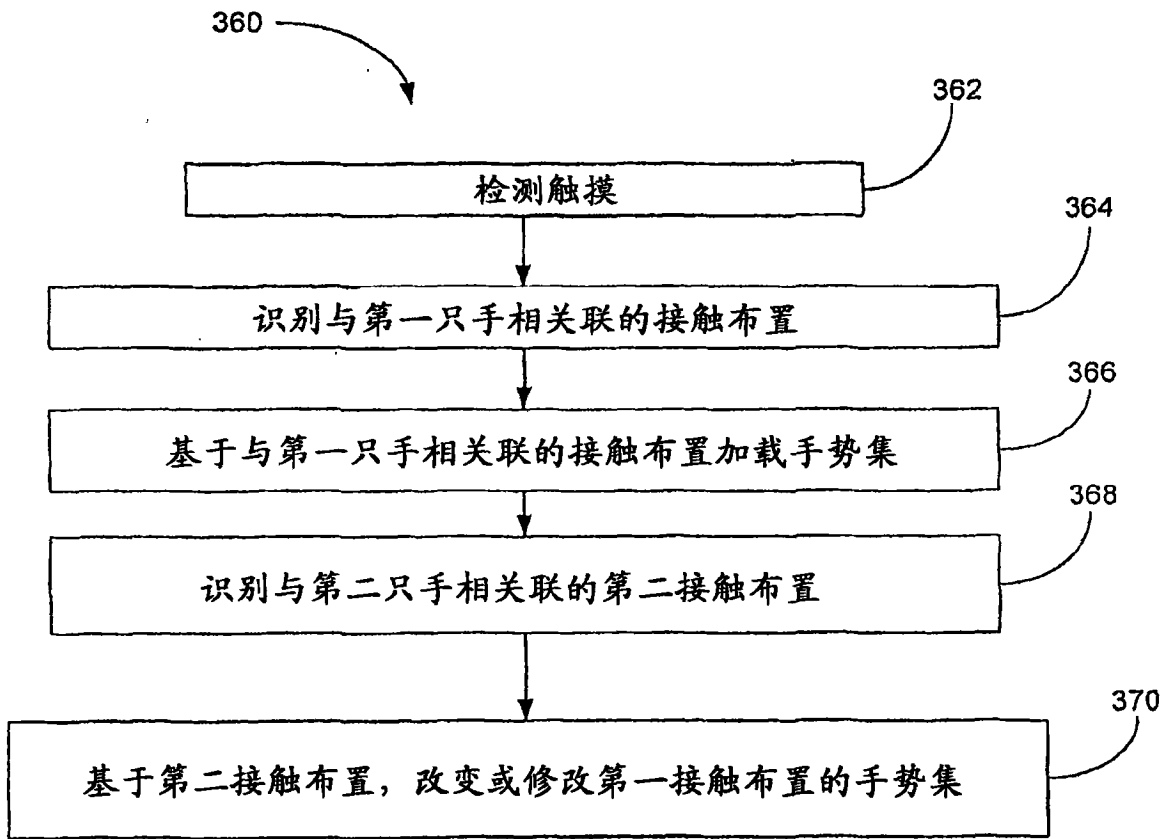 360
362
检测触摸
364
识别与第一只手相关联的接触布置
366
基于与第一只手相关联的接触布置加载手势集
368
识别与第二只手相关联的第二接触布置
370
基于第二接触布置，改变或修改第一接触布置的手势集